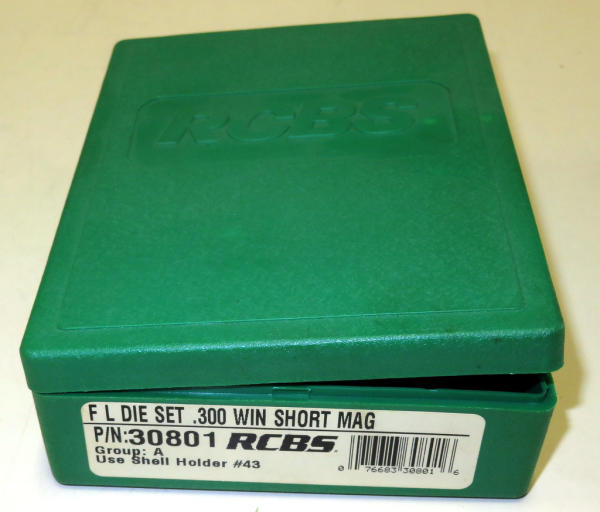 RCBS
F L DIE SET .300 WIN SHORT MAG
P/N:30801 RCBS
Group: A
Use Shell Holder #43
0 76683 30801 6